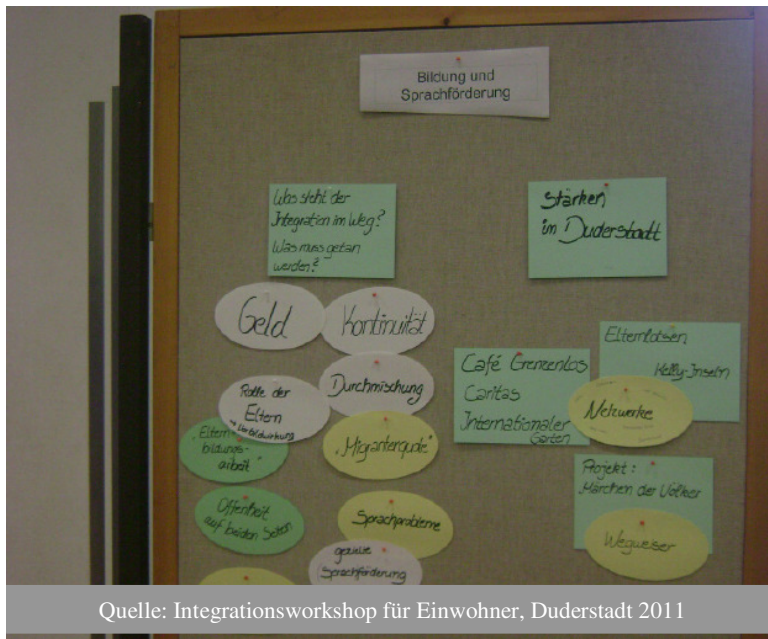 Bildung und
Sprachförderung
Was steht der
Integration im Weg?
Was muss getan
werden?
Geld
Kontinuität
Rolle der
Eltern
→ Vorbildwirkung
Durchmischung
"Eltern-
bildungs-
arbeit"
"Migrantenquote"
Offenheit
auf beiden Seiten
Sprachprobleme
gezielte
Sprachförderung
Stärken
im Duderstadt
Café Grenzenlos
Caritas
Internationaler
Garten
Elternlotsen
Kelly-Inseln
Netzwerke
Projekt:
Märchen der Völker
Wegweiser
Quelle: Integrationsworkshop für Einwohner, Duderstadt 2011